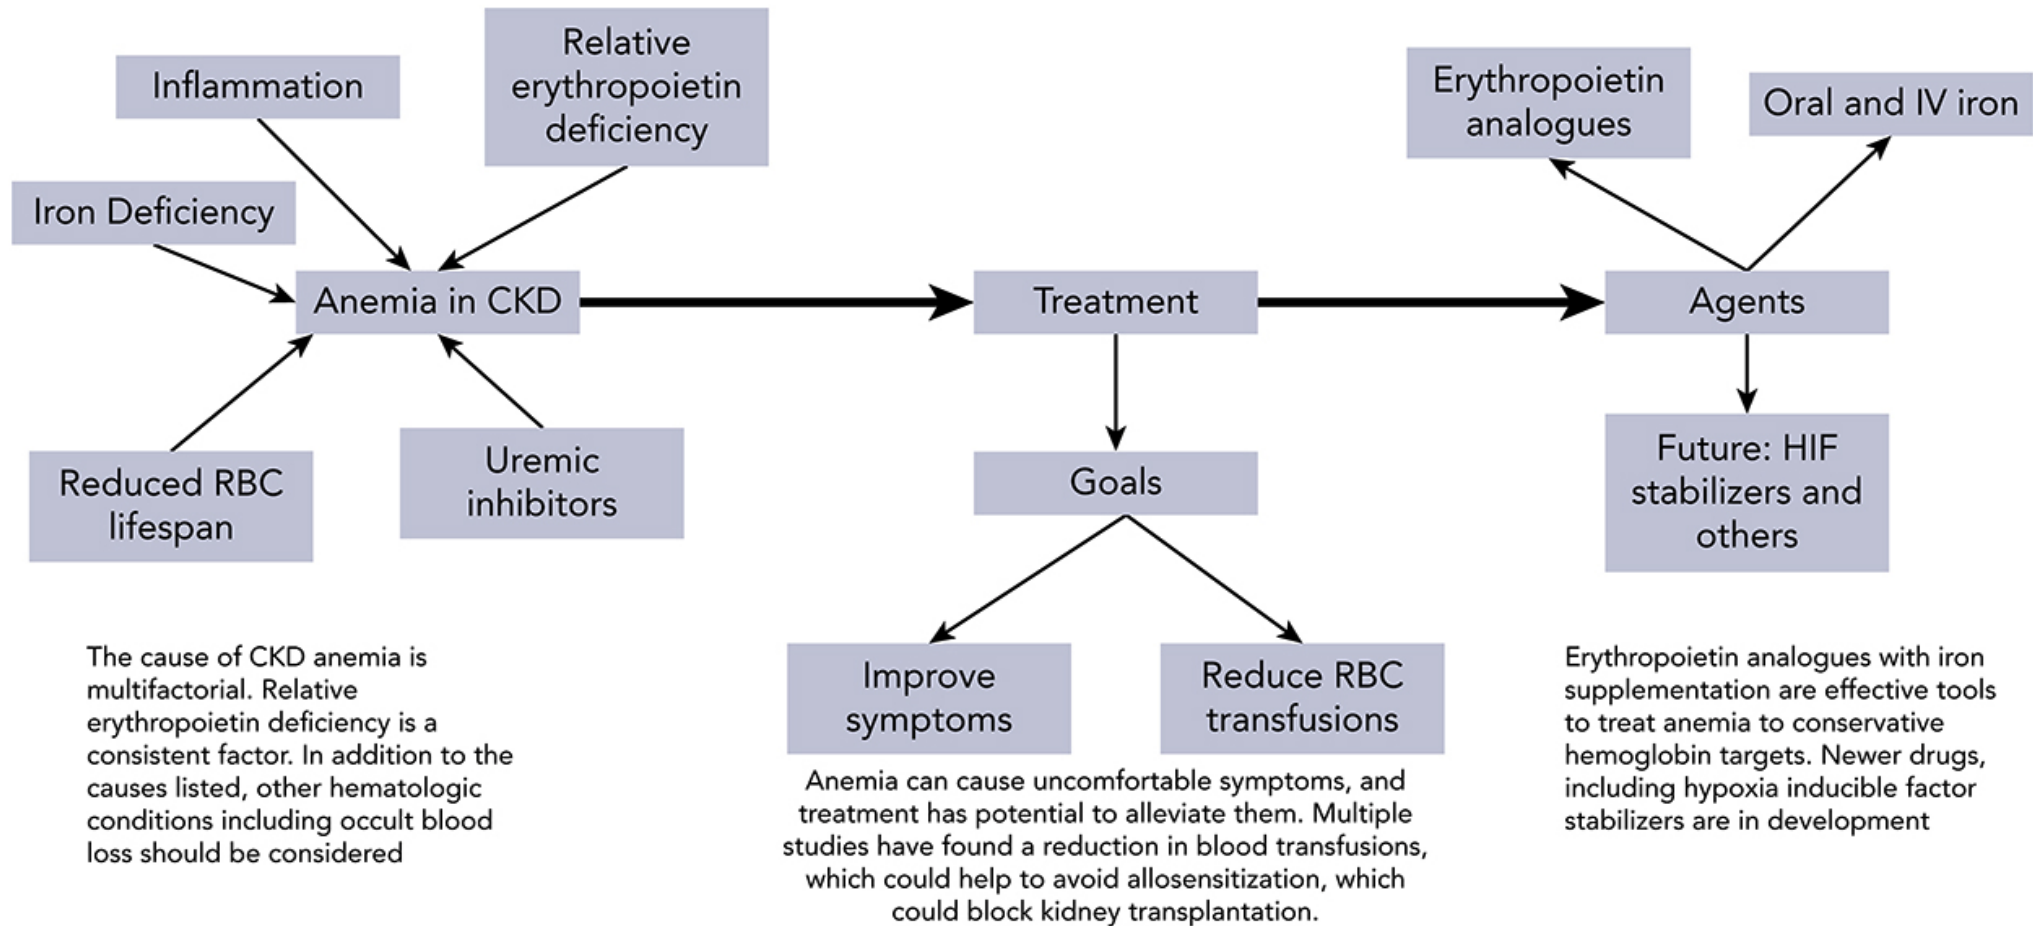 Inflammation
Relative
erythropoietin
deficiency
Iron Deficiency
Anemia in CKD
Reduced RBC
lifespan
Uremic
inhibitors
The cause of CKD anemia is
multifactorial. Relative
erythropoietin deficiency is a
consistent factor. In addition to the
causes listed, other hematologic
conditions including occult blood
loss should be considered
Treatment
Goals
Improve
symptoms
Reduce RBC
transfusions
Anemia can cause uncomfortable symptoms, and
treatment has potential to alleviate them. Multiple
studies have found a reduction in blood transfusions,
which could help to avoid allosensitization, which
could block kidney transplantation.
Erythropoietin
analogues
Oral and IV iron
Agents
Future: HIF
stabilizers and
others
Erythropoietin analogues with iron
supplementation are effective tools
to treat anemia to conservative
hemoglobin targets. Newer drugs,
including hypoxia inducible factor
stabilizers are in development